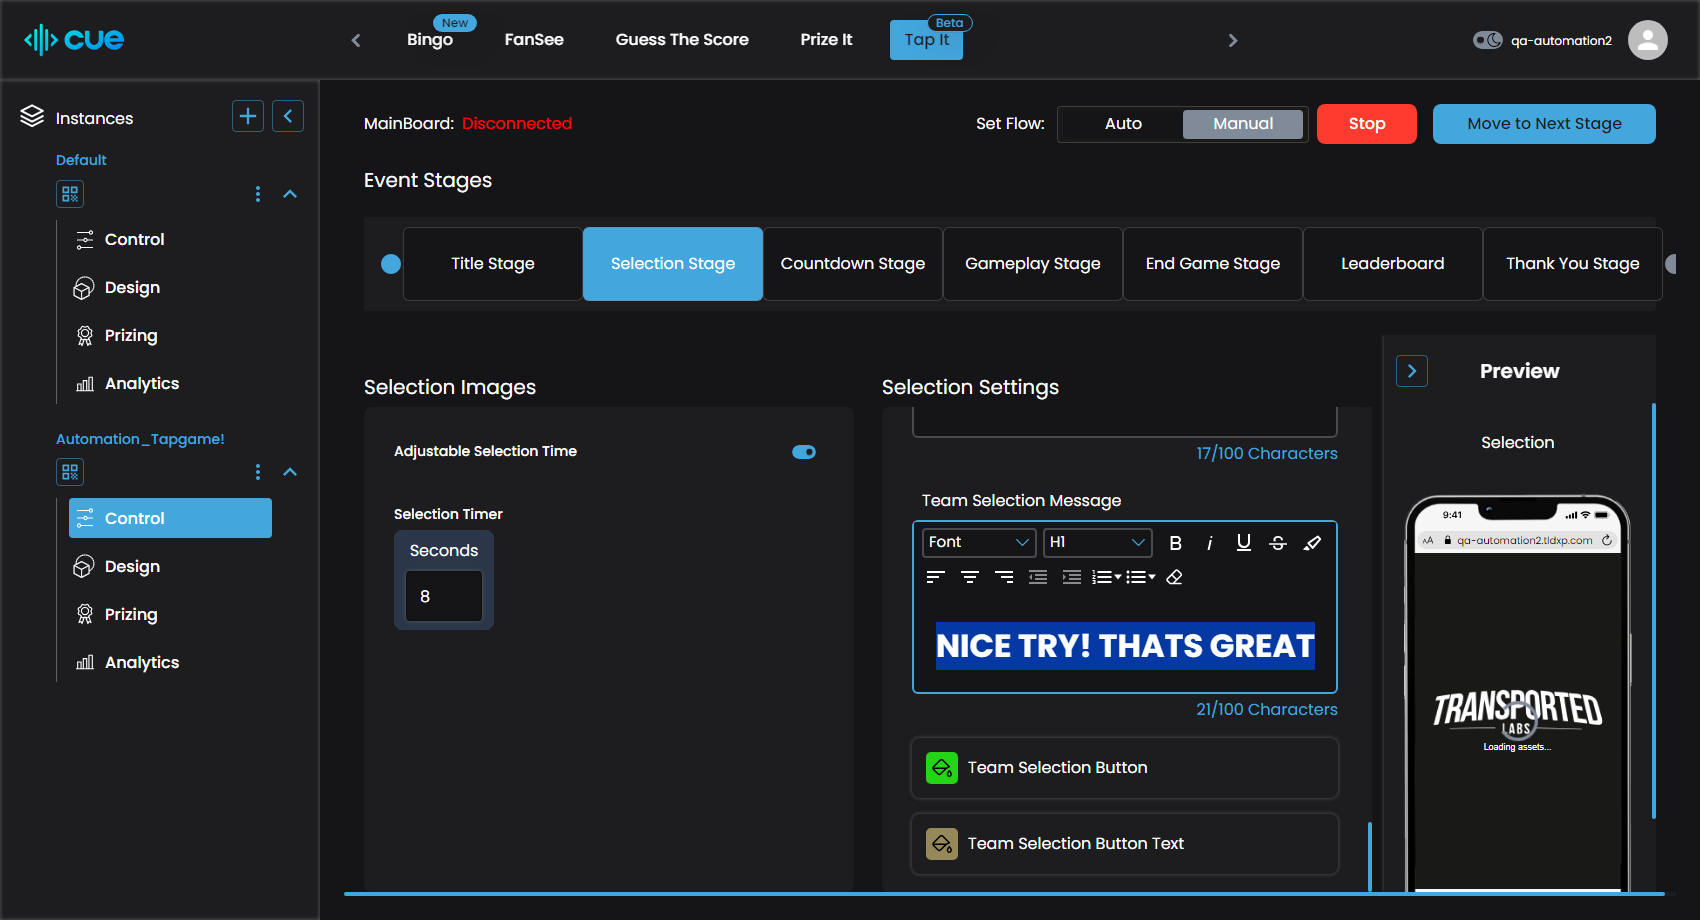 cue
New
Bingo
FanSee
Guess The Score
Prize It
Beta
Tap It
qa-automation2
Instances
Default
Control
Design
Prizing
Analytics
Automation_Tapgame!
Control
Design
Prizing
Analytics
MainBoard: Disconnected
Set Flow:
Auto
Manual
Stop
Move to Next Stage
Event Stages
Title Stage
Selection Stage
Countdown Stage
Gameplay Stage
End Game Stage
Leaderboard
Thank You Stage
Selection Images
Adjustable Selection Time
Selection Timer
Seconds
8
Selection Settings
17/100 Characters
Team Selection Message
Font
H1
B i U S
NICE TRY! THATS GREAT
21/100 Characters
Team Selection Button
Team Selection Button Text
Preview
Selection
9:41
AA qa-automation2.tldxp.com
TRANSPORTED
LABS
Loading assets...